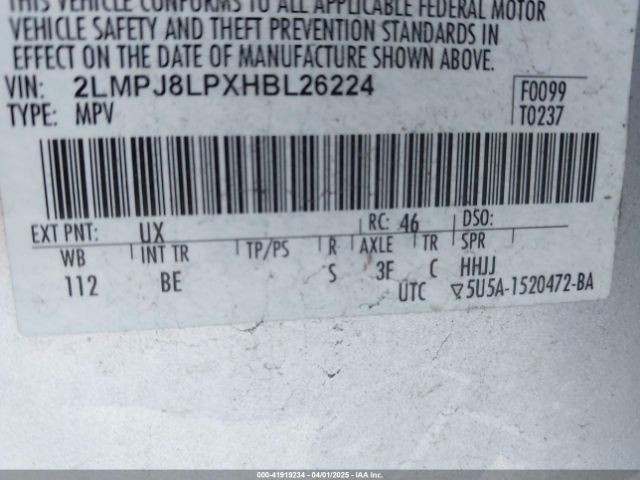 THIS VEHICLE CONFORMS TO ALL APPLICABLE FEDERAL MOTOR
VEHICLE SAFETY AND THEFT PREVENTION STANDARDS IN
EFFECT ON THE DATE OF MANUFACTURE SHOWN ABOVE.
VIN: 2LMPJ8LPXHBL26224 F0099
TYPE: MPV T0237
EXT PNT: UX RC: 46 DSO:
WB INT TR TP/PS R AXLE TR SPR
112 BE S 3F C HHJJ
UTC 5U5A-1520472-BA
000-41919234 - 04/01/2025 - IAA Inc.